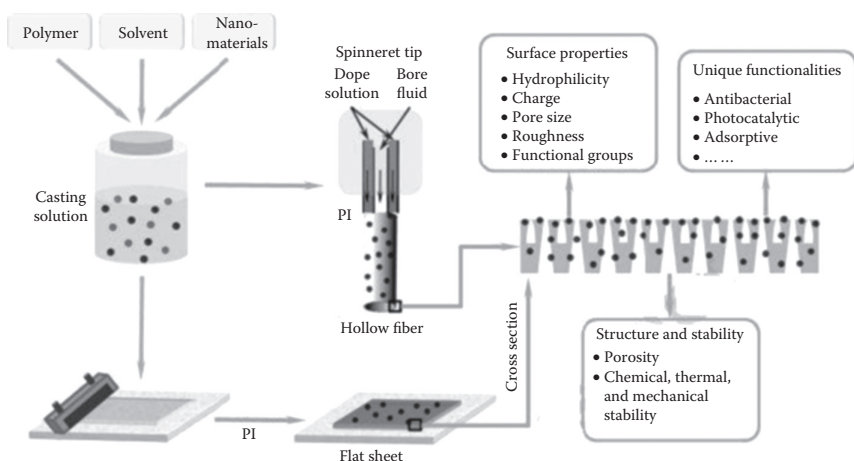 Polymer
Solvent
Nano-
materials
Casting
solution
Spinneret tip
Dope
solution
Bore
fluid
PI
Hollow fiber
PI
Flat sheet
Cross section
Surface properties
• Hydrophilicity
• Charge
• Pore size
• Roughness
• Functional groups
Unique functionalities
• Antibacterial
• Photocatalytic
• Adsorptive
• ... ...
Structure and stability
• Porosity
• Chemical, thermal,
and mechanical
stability